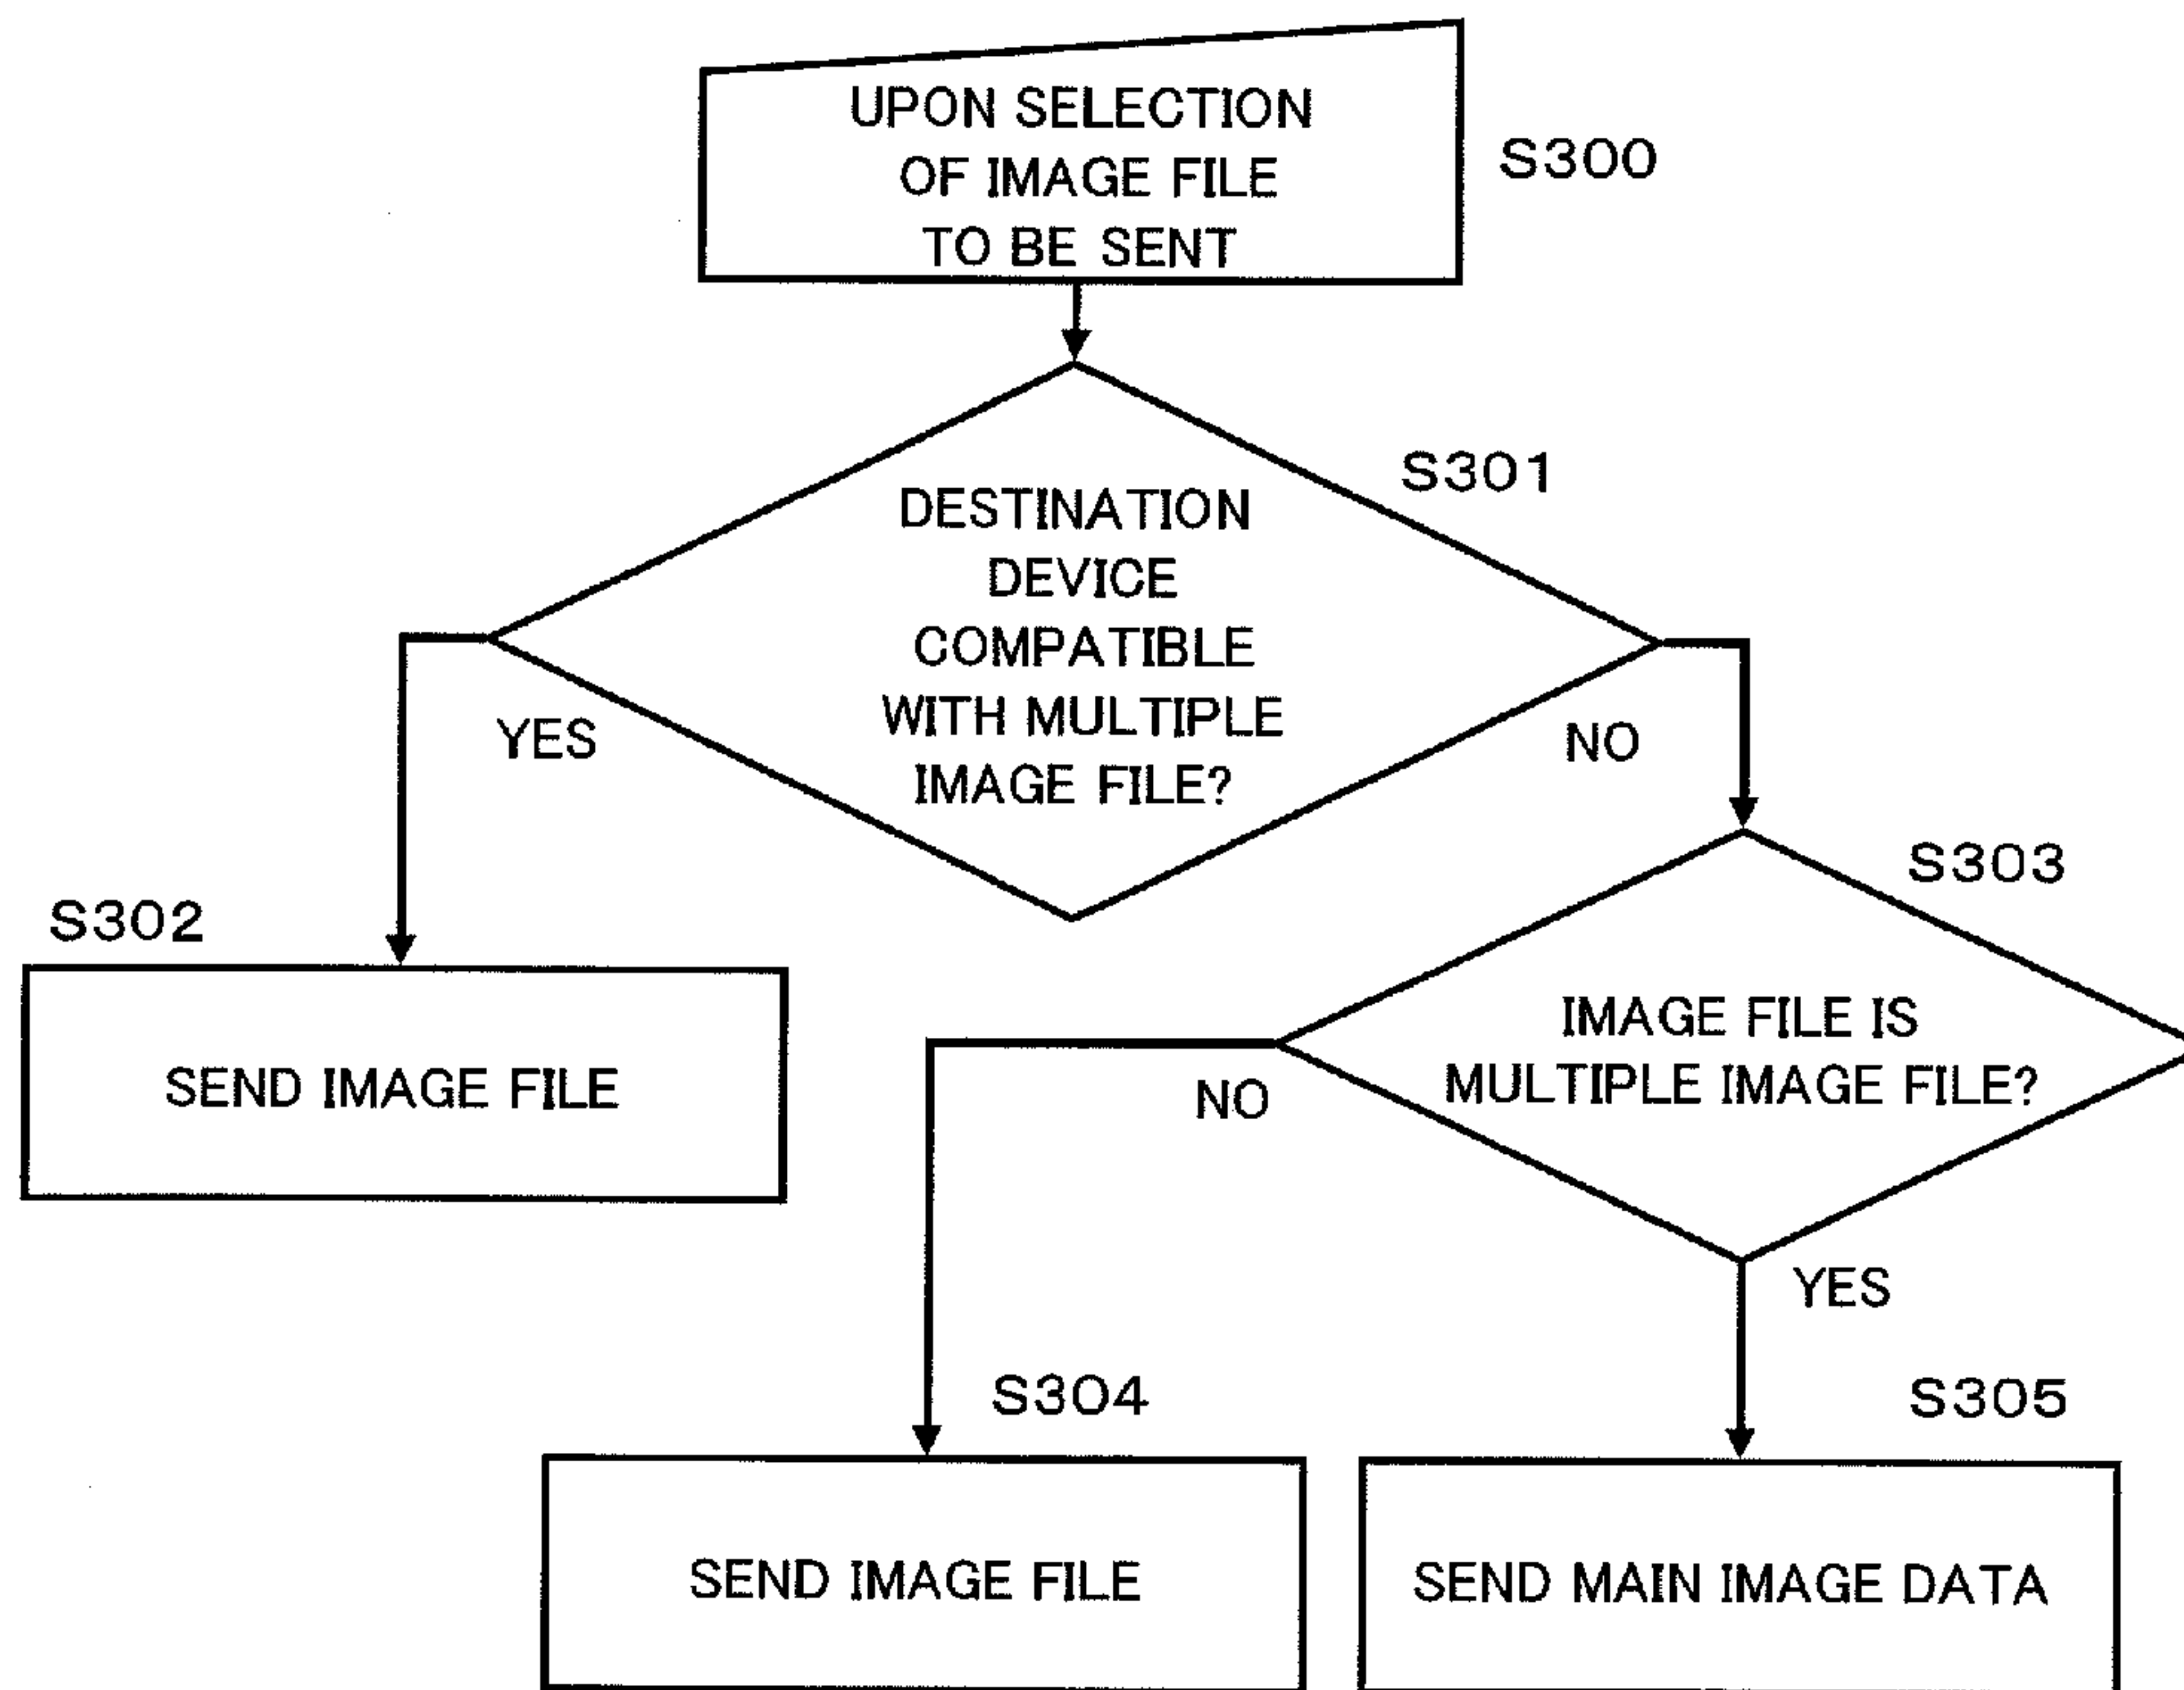 UPON SELECTION
OF IMAGE FILE
TO BE SENT
S300
S301
DESTINATION
DEVICE
COMPATIBLE
WITH MULTIPLE
IMAGE FILE?
YES
NO
S302
SEND IMAGE FILE
S303
IMAGE FILE IS
MULTIPLE IMAGE FILE?
NO
YES
S304
SEND IMAGE FILE
S305
SEND MAIN IMAGE DATA